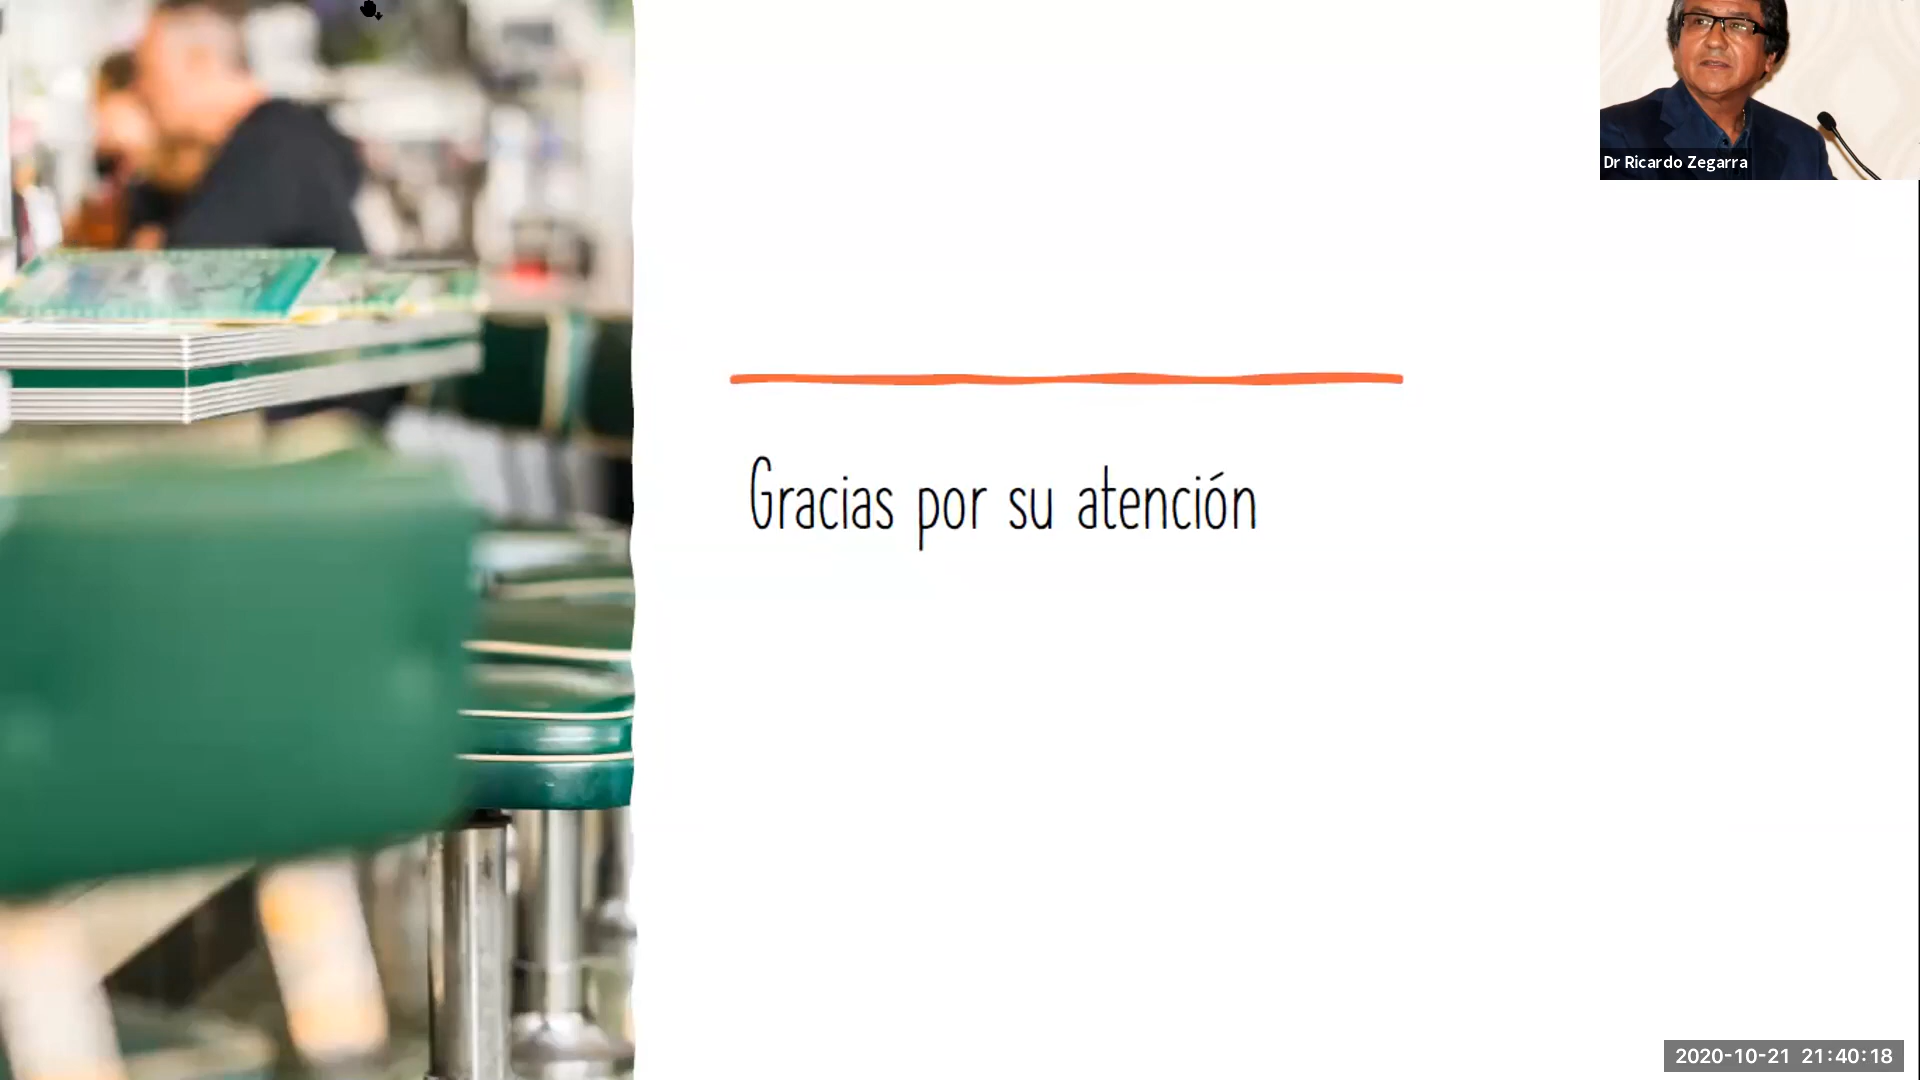 Dr Ricardo Zegarra
Gracias por su atención
2020-10-21 21:40:18